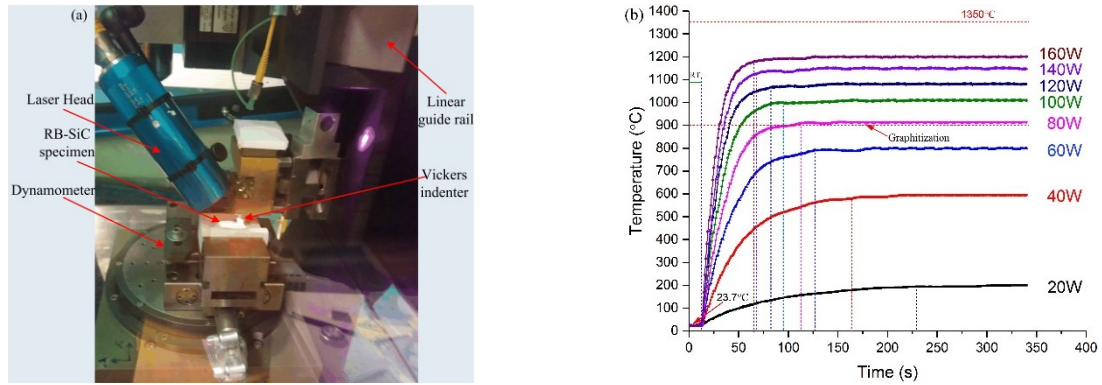 (a)
Laser Head
RB-SiC
specimen
Dynamometer
Linear
guide rail
Vickers
indenter
(b)
1350°C
160W
140W
120W
100W
80W
60W
40W
20W
Graphitization
23.7°C
RT
1400
1300
1200
1100
1000
900
800
700
600
500
400
300
200
100
0
Temperature (°C)
0 50 100 150 200 250 300 350 400
Time (s)